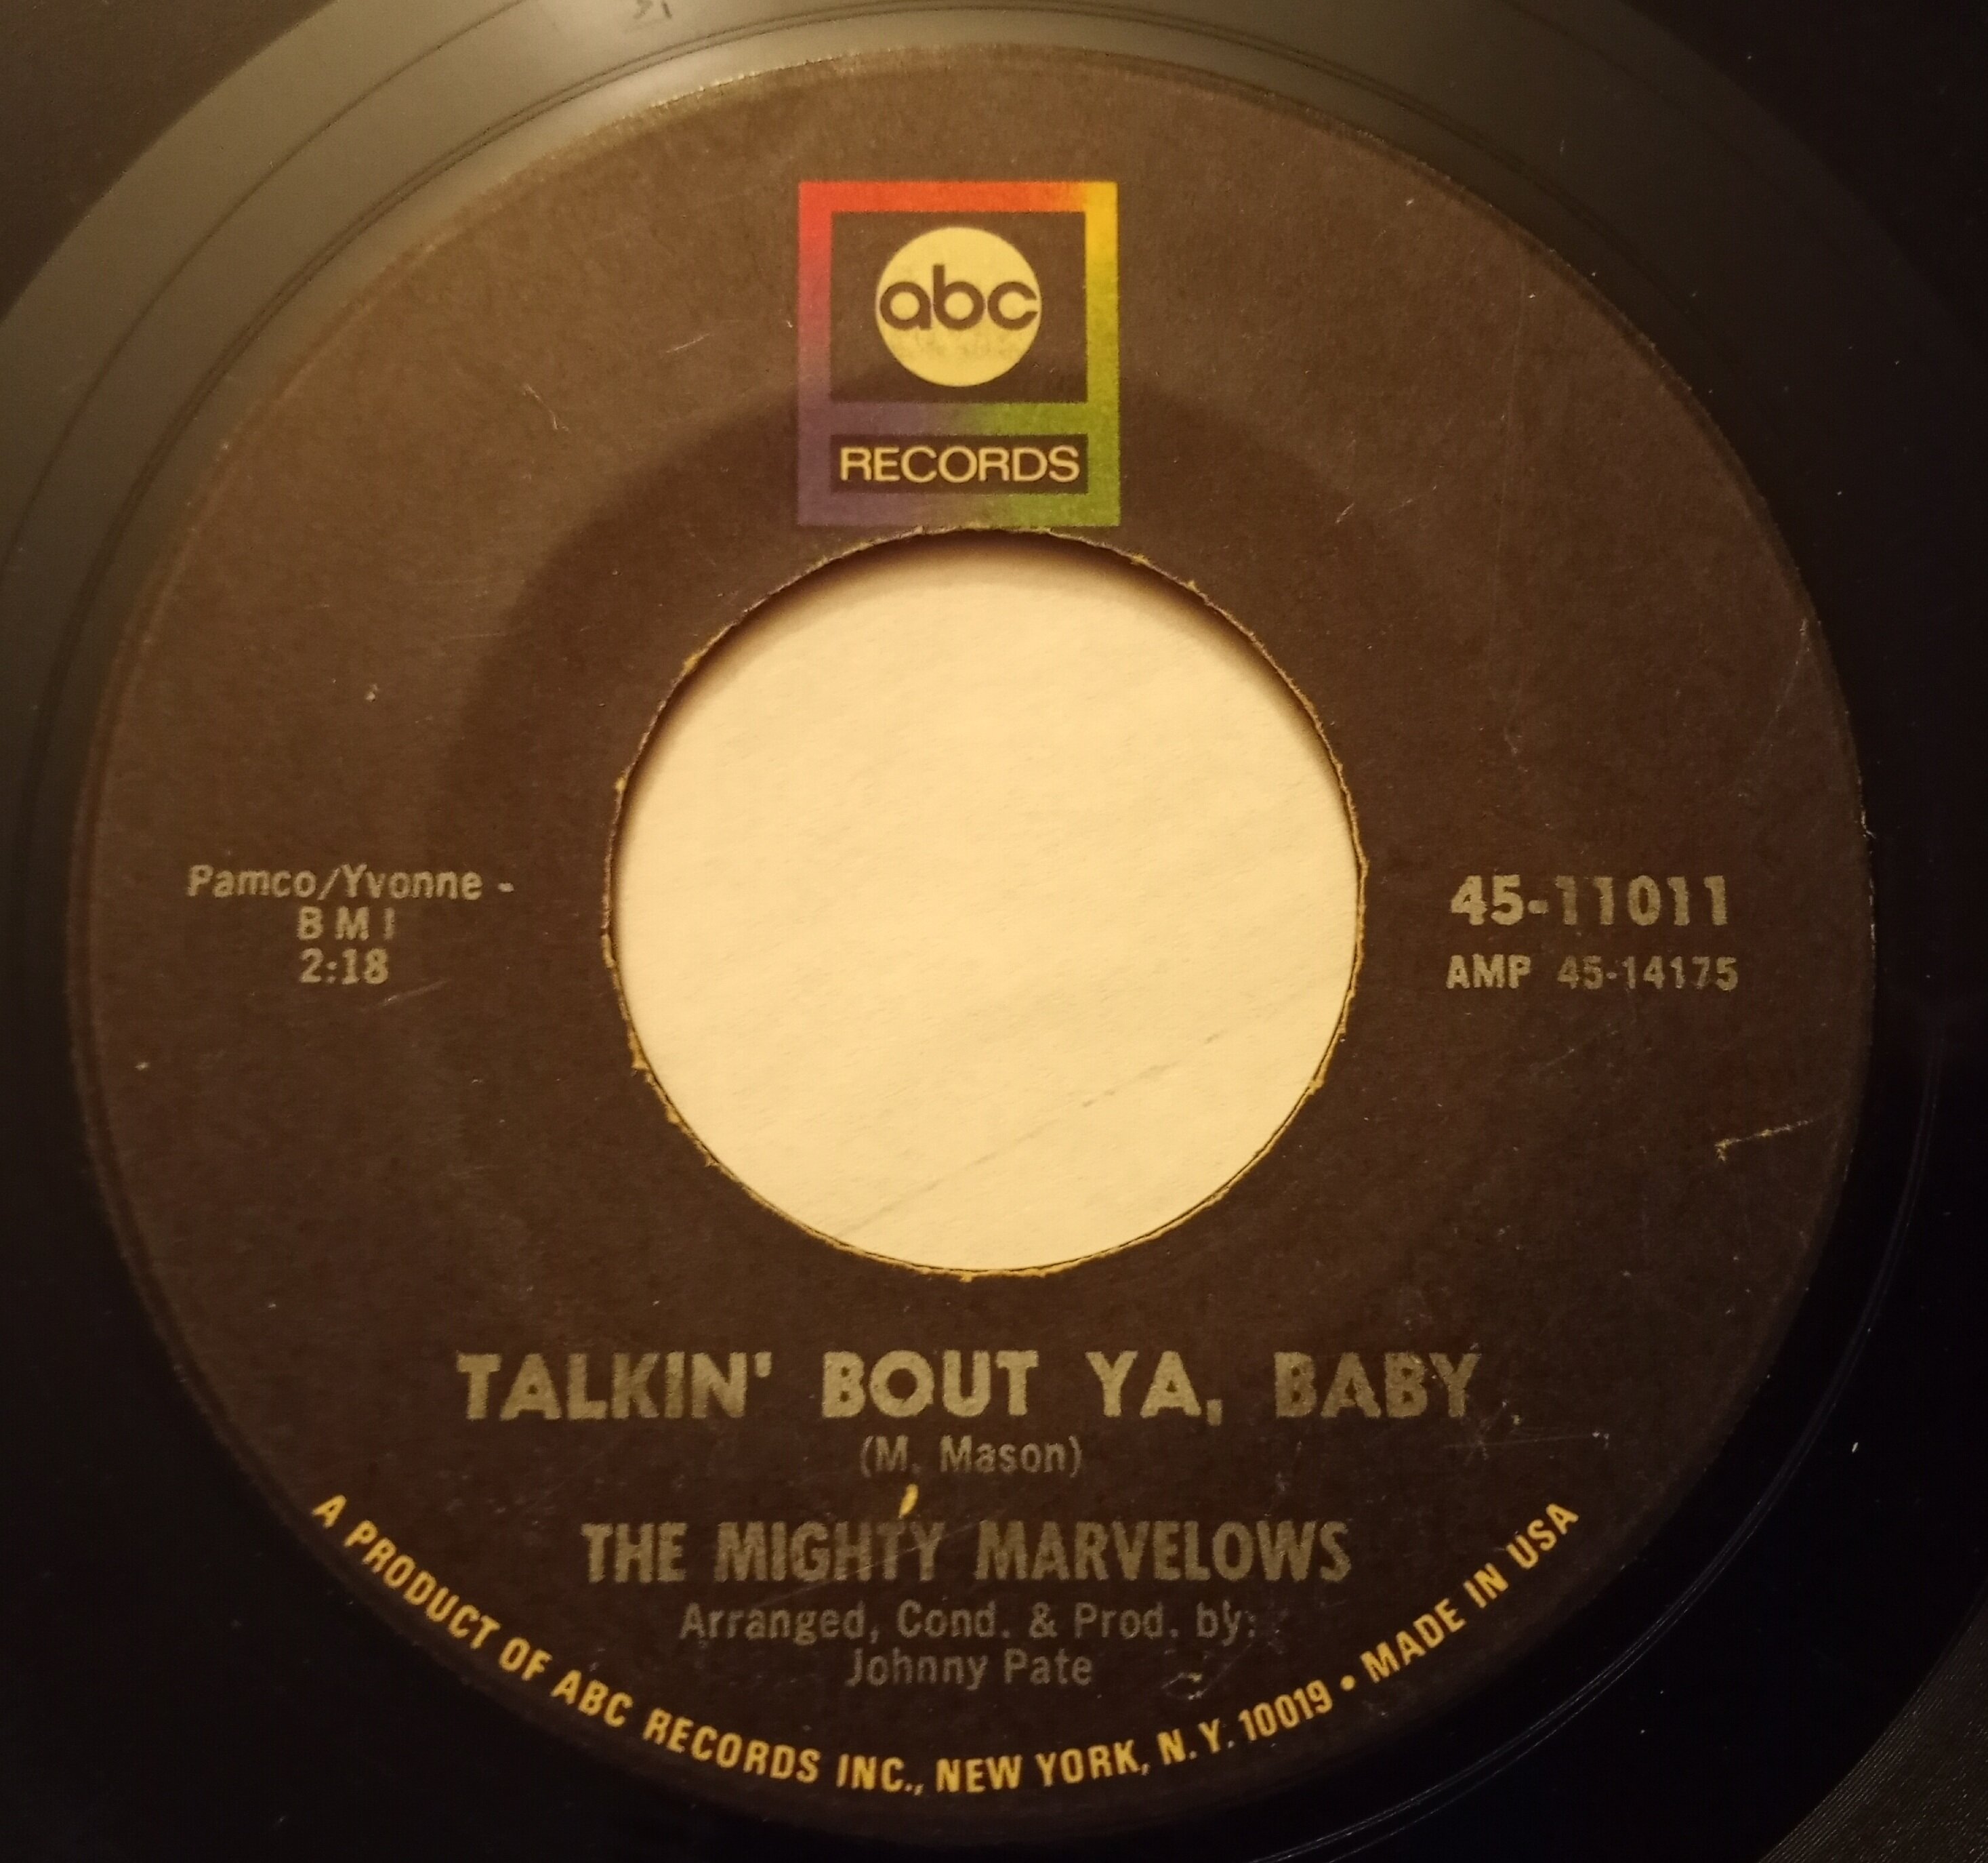 abc
RECORDS
Pamco/Yvonne -
BMI
2:18
45-11011
AMP 45-14175
TALKIN' BOUT YA, BABY
(M. Mason)
THE MIGHTY MARVELOWS
Arranged, Cond. & Prod. by:
Johnny Pate
A PRODUCT OF ABC RECORDS INC., NEW YORK, N.Y. 10019 • MADE IN USA